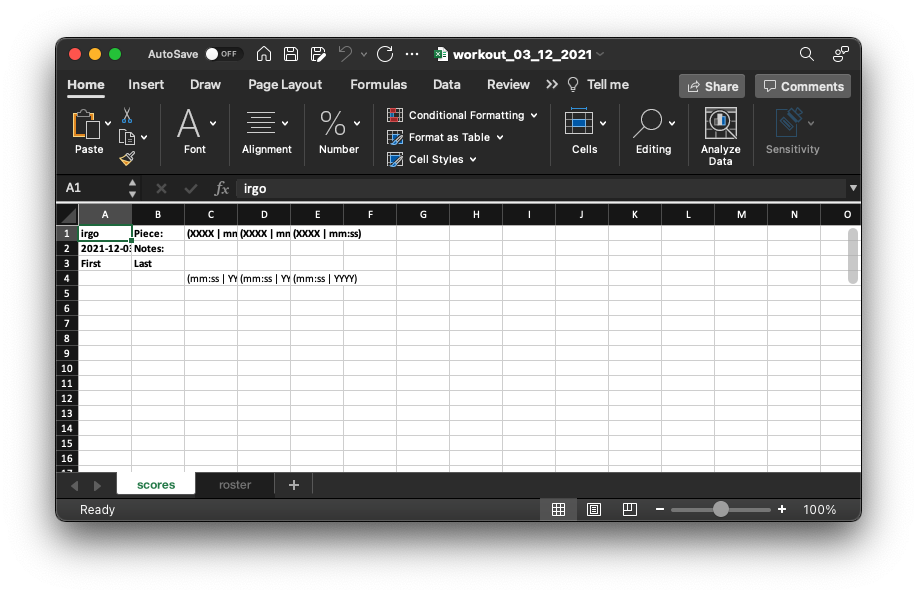 AutoSave OFF workout_03_12_2021
Home Insert Draw Page Layout Formulas Data Review Tell me Share Comments
Paste Font Alignment Number Conditional Formatting Format as Table Cell Styles Cells Editing Analyze Data Sensitivity
A1 fx irgo
A B C D E F G H I J K L M N O
1 irgo Piece: (XXXX | mn (XXXX | mn (XXXX | mm:ss)
2 2021-12-03 Notes:
3 First Last
4 (mm:ss | YY (mm:ss | YY (mm:ss | YYYY)
5
6
7
8
9
10
11
12
13
14
15
16
17
scores roster +
Ready 100%